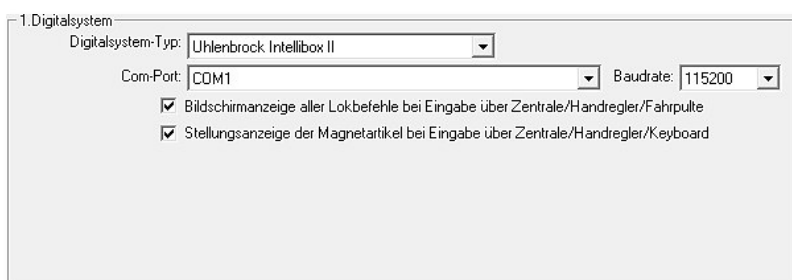 1.Digitalsystem
Digitalsystem-Typ: Uhlenbrock Intellibox II
Com-Port: COM1 Baudrate: 115200
Bildschirmanzeige aller Lokbefehle bei Eingabe über Zentrale/Handregler/Fahrpulte
Stellungsanzeige der Magnetartikel bei Eingabe über Zentrale/Handregler/Keyboard